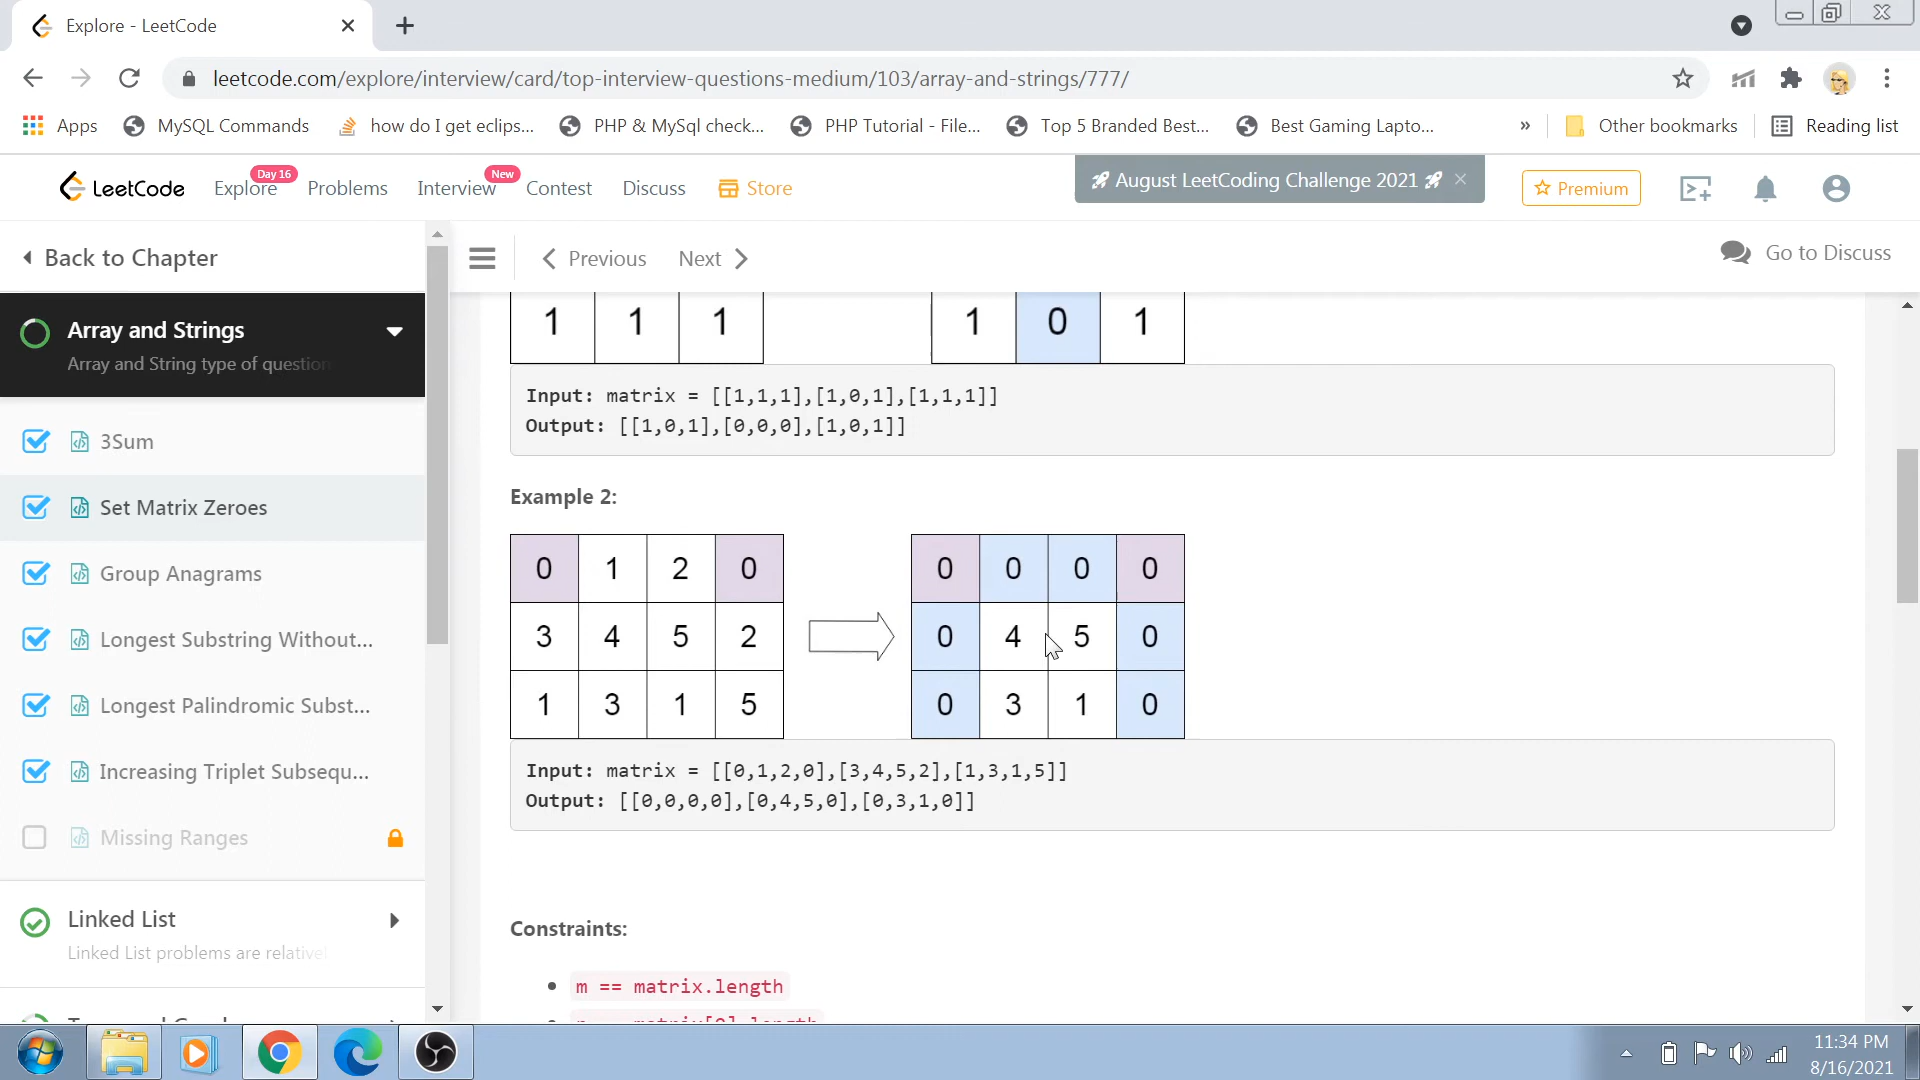 Explore - LeetCode
leetcode.com/explore/interview/card/top-interview-questions-medium/103/array-and-strings/777/
Apps MySQL Commands how do I get eclips... PHP & MySql check... PHP Tutorial - File... Top 5 Branded Best... Best Gaming Lapto... » Other bookmarks Reading list
LeetCode Explore Day 16 Problems Interview New Contest Discuss Store August LeetCoding Challenge 2021 Premium
Back to Chapter
Previous Next Go to Discuss
Array and Strings
Array and String type of question
3Sum
Set Matrix Zeroes
Group Anagrams
Longest Substring Without...
Longest Palindromic Subst...
Increasing Triplet Subsequ...
Missing Ranges
Linked List
Linked List problems are relativel
1 1 1 1 0 1
Input: matrix = [[1,1,1],[1,0,1],[1,1,1]]
Output: [[1,0,1],[0,0,0],[1,0,1]]
Example 2:
0 1 2 0 0 0 0 0
3 4 5 2 0 4 5 0
1 3 1 5 0 3 1 0
Input: matrix = [[0,1,2,0],[3,4,5,2],[1,3,1,5]]
Output: [[0,0,0,0],[0,4,5,0],[0,3,1,0]]
Constraints:
m == matrix.length
11:34 PM
8/16/2021